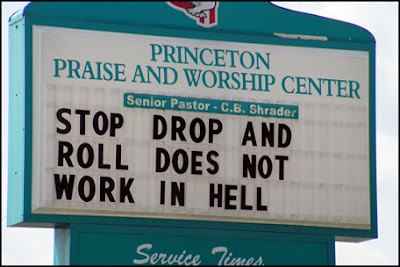 PRINCETON
PRAISE AND WORSHIP CENTER
Senior Pastor - C.B. Shrader
STOP DROP AND
ROLL DOES NOT
WORK IN HELL
Service Times